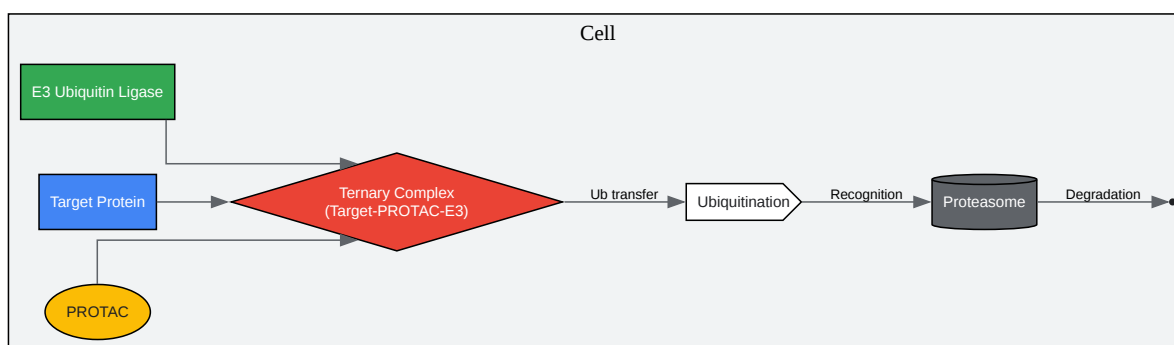 Cell
E3 Ubiquitin Ligase
Target Protein
PROTAC
Ternary Complex
(Target-PROTAC-E3)
Ub transfer
Ubiquitination
Recognition
Proteasome
Degradation